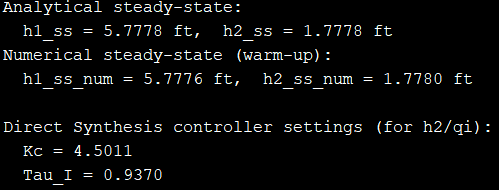 Analytical steady-state:
h1_ss = 5.7778 ft, h2_ss = 1.7778 ft
Numerical steady-state (warm-up):
h1_ss_num = 5.7776 ft, h2_ss_num = 1.7780 ft
Direct Synthesis controller settings (for h2/qi):
Kc = 4.5011
Tau_I = 0.9370